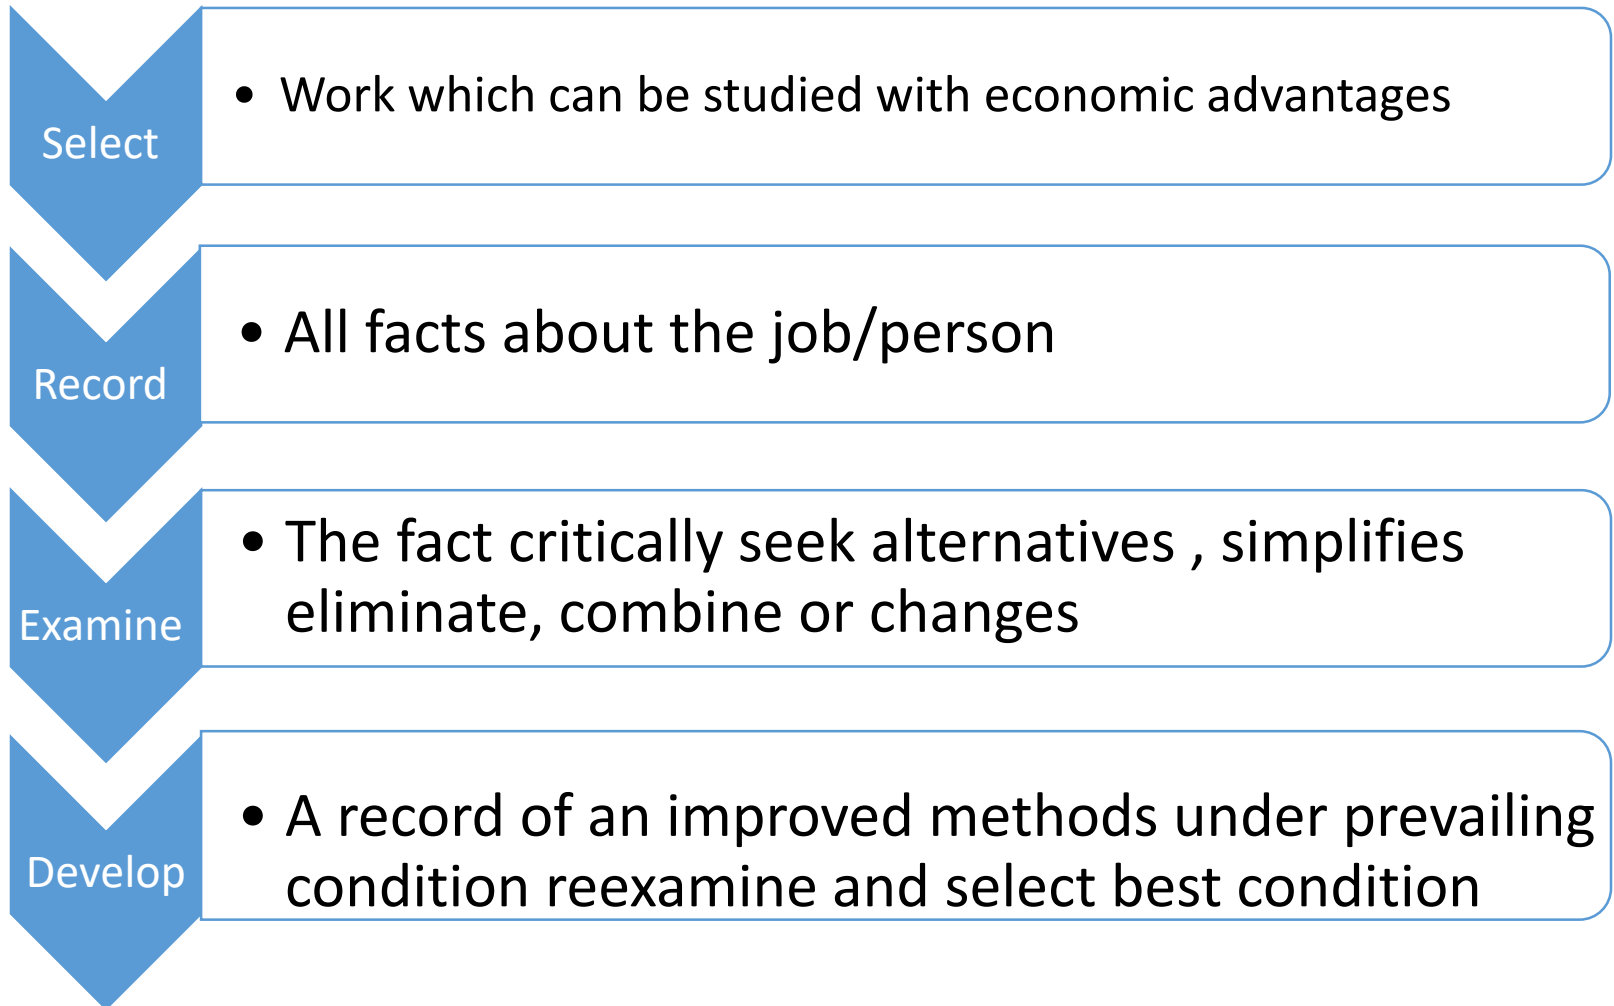 Select
• Work which can be studied with economic advantages
Record
• All facts about the job/person
Examine
• The fact critically seek alternatives , simplifies
eliminate, combine or changes
Develop
• A record of an improved methods under prevailing
condition reexamine and select best condition